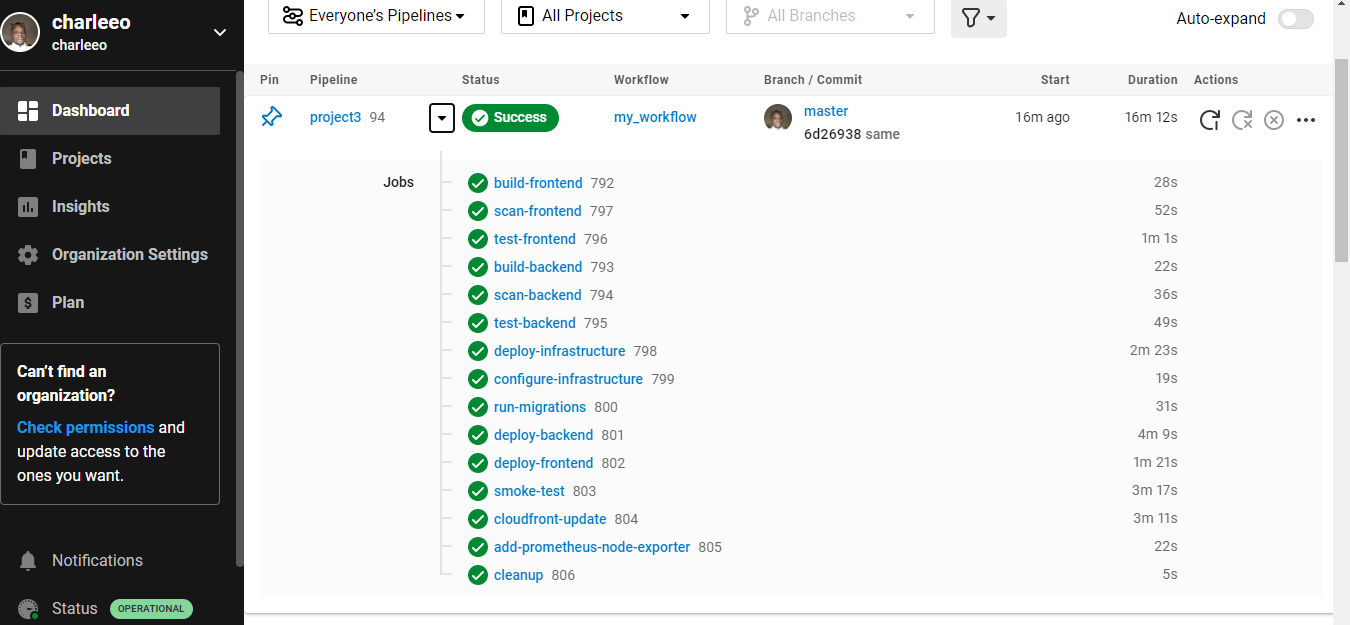 charleeo
charleeo
Dashboard
Projects
Insights
Organization Settings
Plan
Can’t find an
organization?
Check permissions and
update access to the
ones you want.
Notifications
Status OPERATIONAL
Everyone’s Pipelines
All Projects
All Branches
Auto-expand
Pin Pipeline Status Workflow Branch / Commit Start Duration Actions
project3 94 Success my_workflow master 16m ago 16m 12s
6d26938 same
Jobs
build-frontend 792 28s
scan-frontend 797 52s
test-frontend 796 1m 1s
build-backend 793 22s
scan-backend 794 36s
test-backend 795 49s
deploy-infrastructure 798 2m 23s
configure-infrastructure 799 19s
run-migrations 800 31s
deploy-backend 801 4m 9s
deploy-frontend 802 1m 21s
smoke-test 803 3m 17s
cloudfront-update 804 3m 11s
add-prometheus-node-exporter 805 22s
cleanup 806 5s